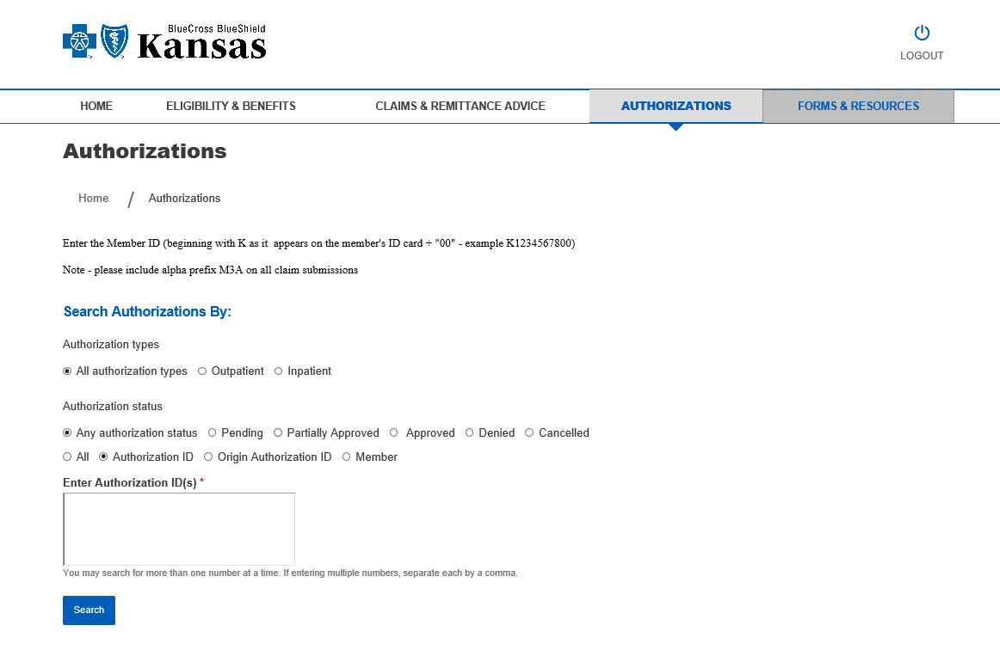 BlueCross BlueShield
Kansas
LOGOUT
HOME ELIGIBILITY & BENEFITS CLAIMS & REMITTANCE ADVICE AUTHORIZATIONS FORMS & RESOURCES
Authorizations
Home / Authorizations
Enter the Member ID (beginning with K as it  appears on the member's ID card + "00" - example K1234567800)
Note - please include alpha prefix M3A on all claim submissions
Search Authorizations By:
Authorization types
All authorization types Outpatient Inpatient
Authorization status
Any authorization status Pending Partially Approved Approved Denied Cancelled
All Authorization ID Origin Authorization ID Member
Enter Authorization ID(s) *
You may search for more than one number at a time. If entering multiple numbers, separate each by a comma.
Search